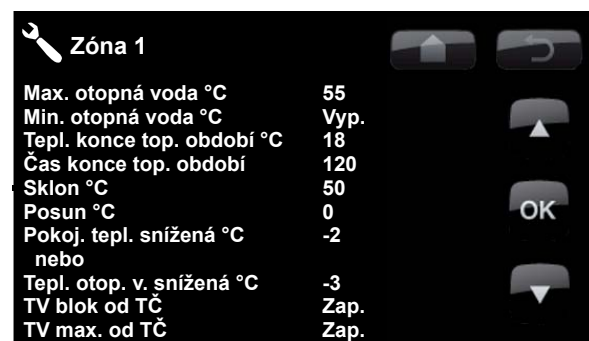 Zóna 1
Max. otopná voda °C 55
Min. otopná voda °C Vyp.
Tepl. konce top. období °C 18
Čas konce top. období 120
Sklon °C 50
Posun °C 0
Pokoj. tepl. snížená °C -2
nebo
Tepl. otop. v. snížená °C -3
TV blok od TČ Zap.
TV max. od TČ Zap.
OK